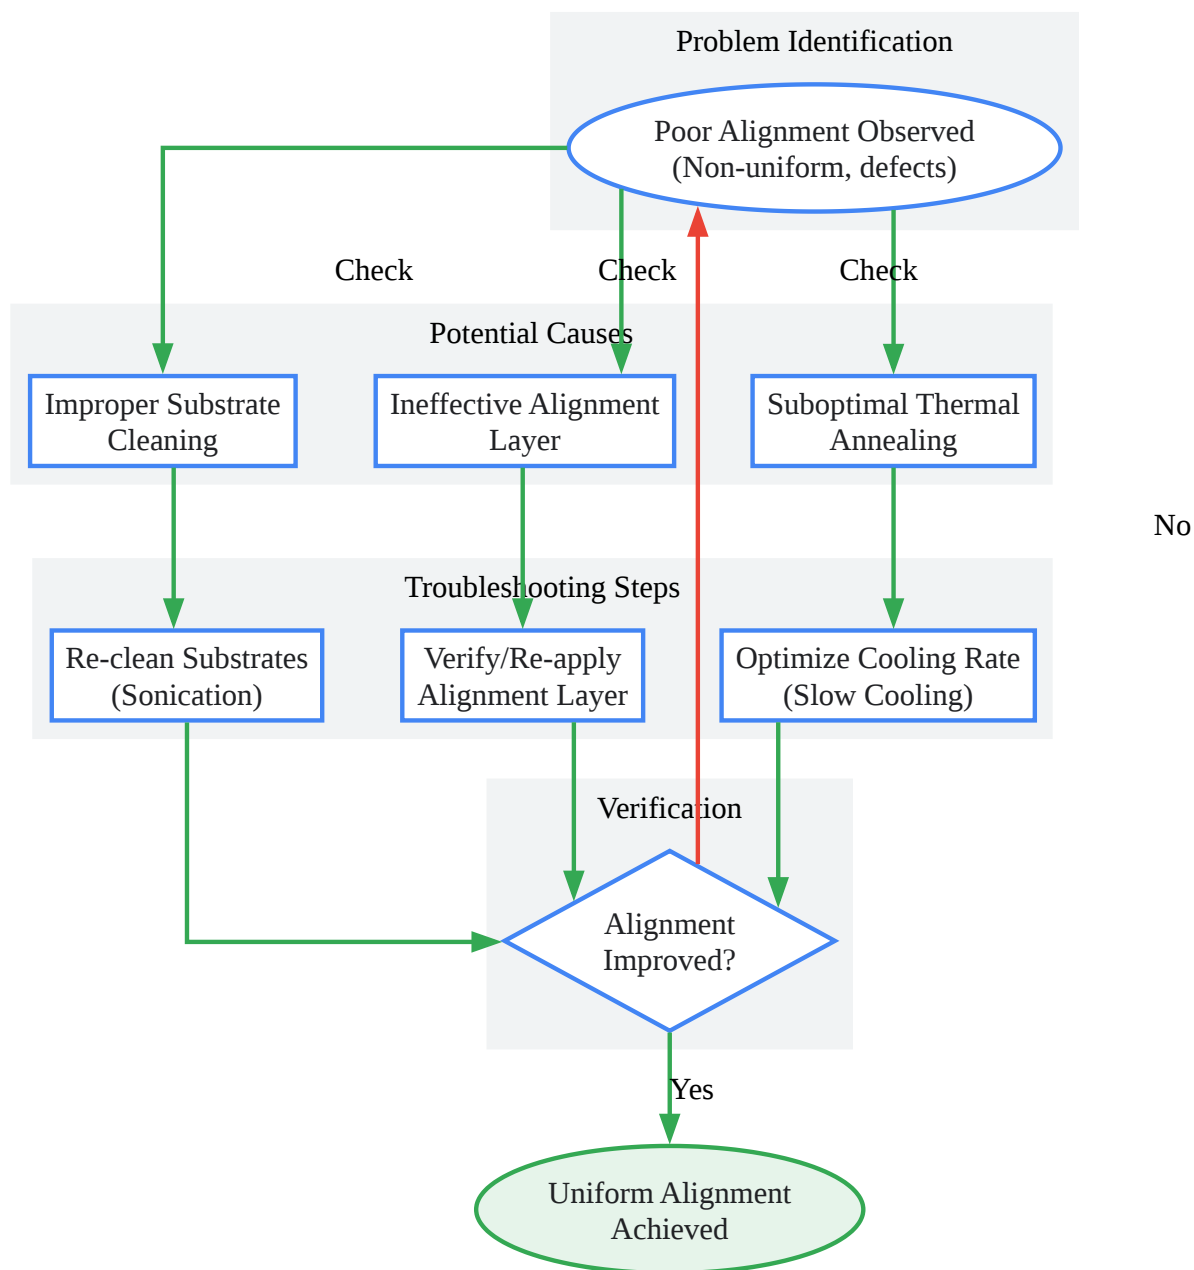 Problem Identification
Poor Alignment Observed
(Non-uniform, defects)
Check
Check
Check
Potential Causes
Improper Substrate
Cleaning
Ineffective Alignment
Layer
Suboptimal Thermal
Annealing
No
Troubleshooting Steps
Re-clean Substrates
(Sonication)
Verify/Re-apply
Alignment Layer
Optimize Cooling Rate
(Slow Cooling)
Verification
Alignment
Improved?
Yes
Uniform Alignment
Achieved